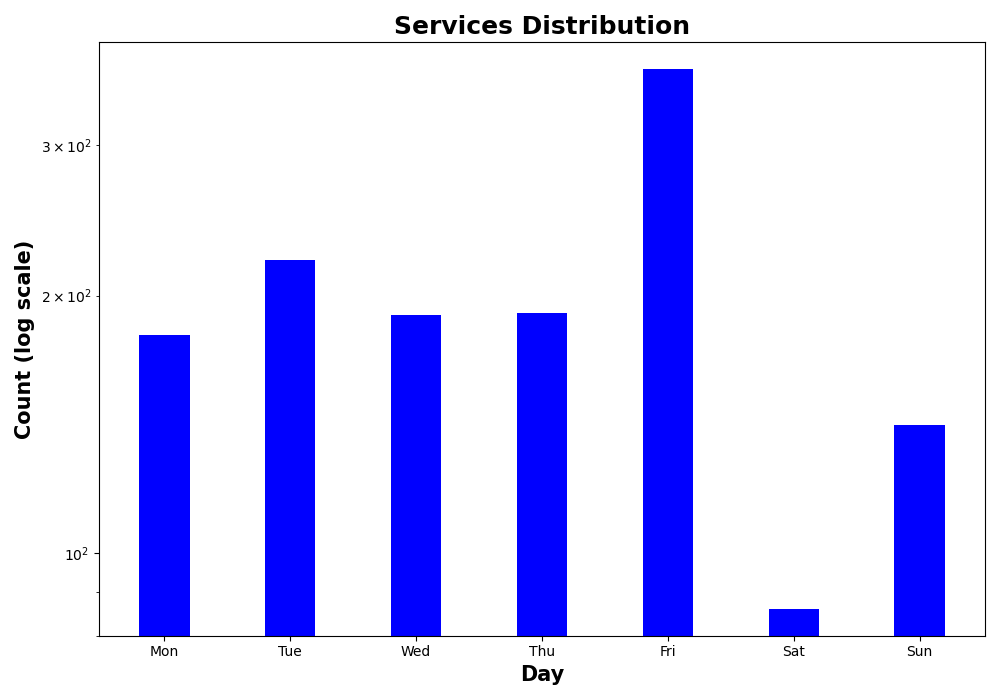 Services Distribution
Count (log scale)
3 × 10²
2 × 10²
10²
Mon Tue Wed Thu Fri Sat Sun
Day